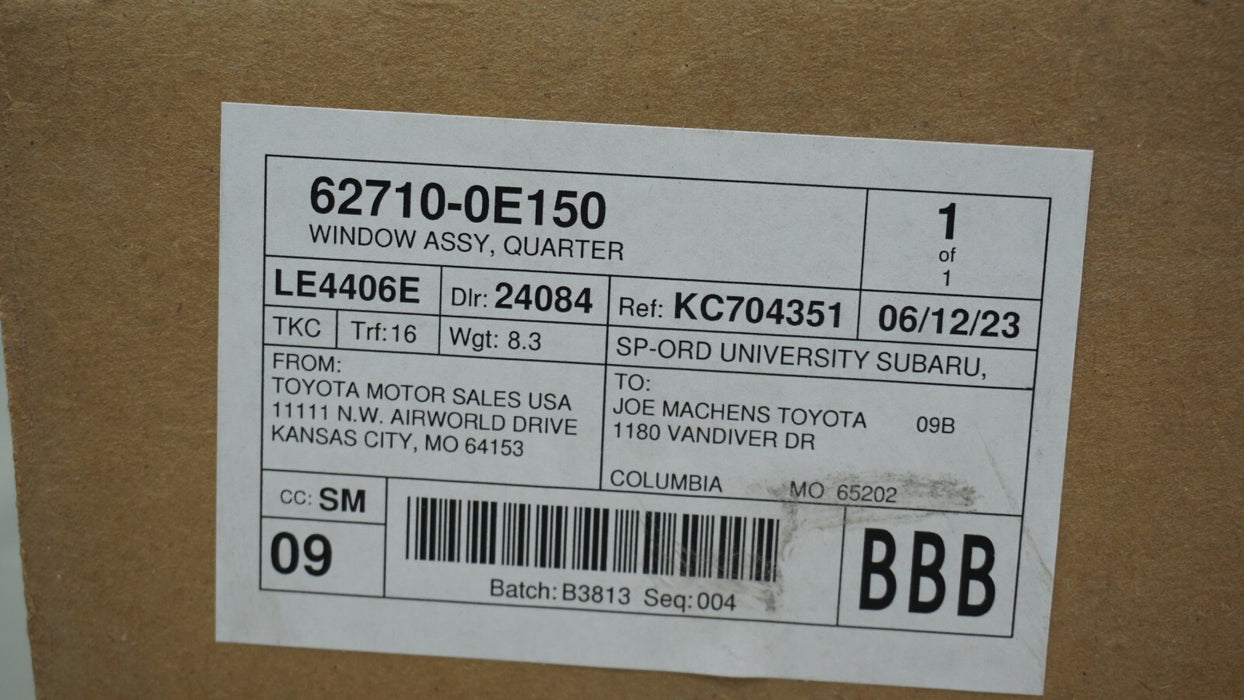 62710-0E150
WINDOW ASSY, QUARTER
1
of
1
LE4406E
Dlr: 24084
Ref: KC704351
06/12/23
TKC
Trf:16
Wgt: 8.3
SP-ORD UNIVERSITY SUBARU,
FROM:
TOYOTA MOTOR SALES USA
11111 N.W. AIRWORLD DRIVE
KANSAS CITY, MO 64153
TO:
JOE MACHENS TOYOTA 09B
1180 VANDIVER DR
COLUMBIA MO 65202
CC: SM
09
Batch: B3813 Seq: 004
BBB